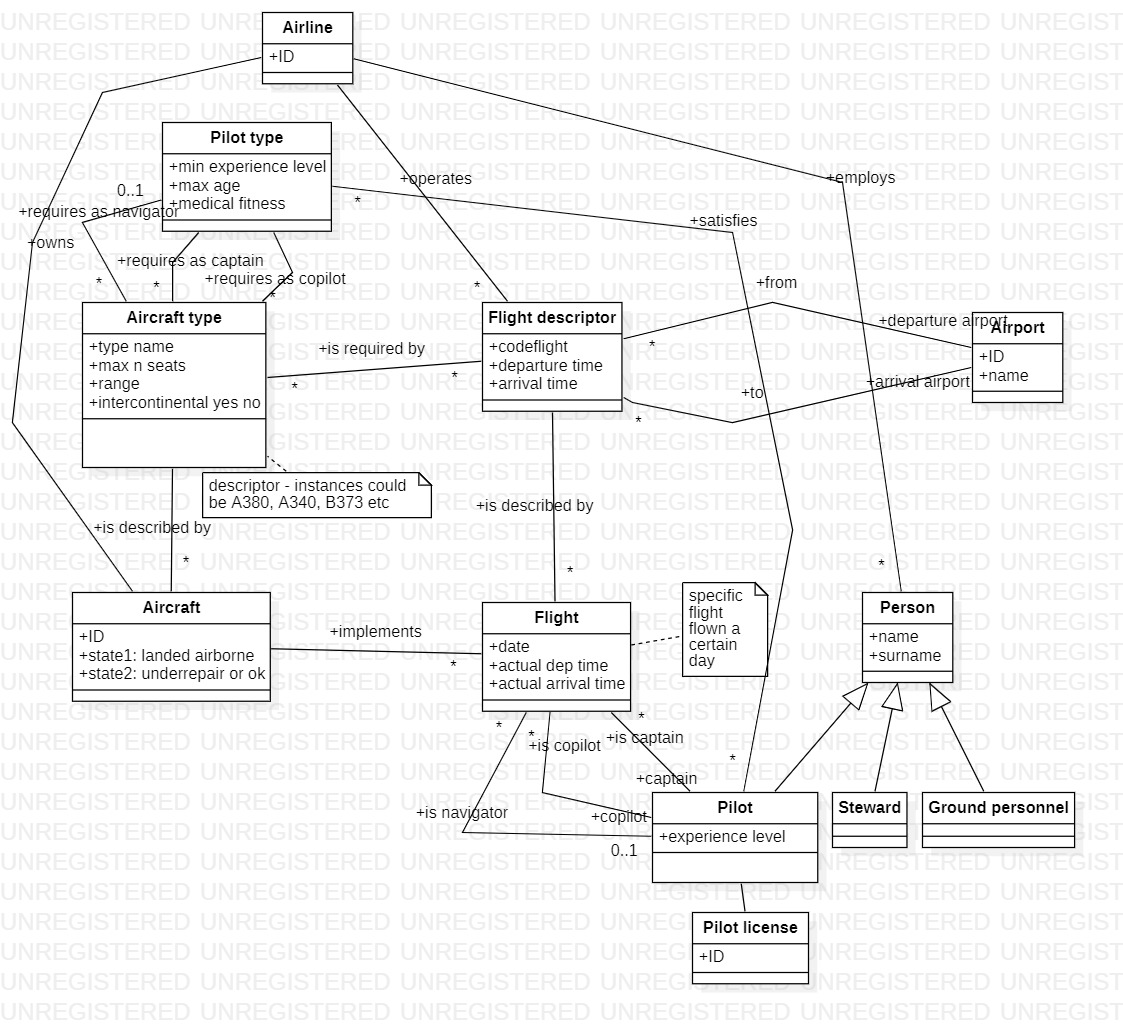 UNREGISTERED
Airline
+ID
Pilot type
+min experience level
+max age
+medical fitness
0..1
*
+operates
+employs
+requires as navigator
+satisfies
+owns
+requires as captain
+requires as copilot
*
*
*
*
+from
Aircraft type
+type name
+max n seats
+range
+intercontinental yes no
Flight descriptor
+codeflight
+departure time
+arrival time
+departure airport
Airport
+ID
+name
+is required by
*
*
*
+arrival airport
+to
*
descriptor - instances could
be A380, A340, B373 etc
+is described by
+is described by
*
*
*
Aircraft
+ID
+state1: landed airborne
+state2: underrepair or ok
+implements
*
Flight
+date
+actual dep time
+actual arrival time
specific
flight
flown a
certain
day
Person
+name
+surname
*
*
*
*
+is copilot
+is captain
+captain
+is navigator
+copilot
0..1
Pilot
+experience level
Steward
Ground personnel
Pilot license
+ID